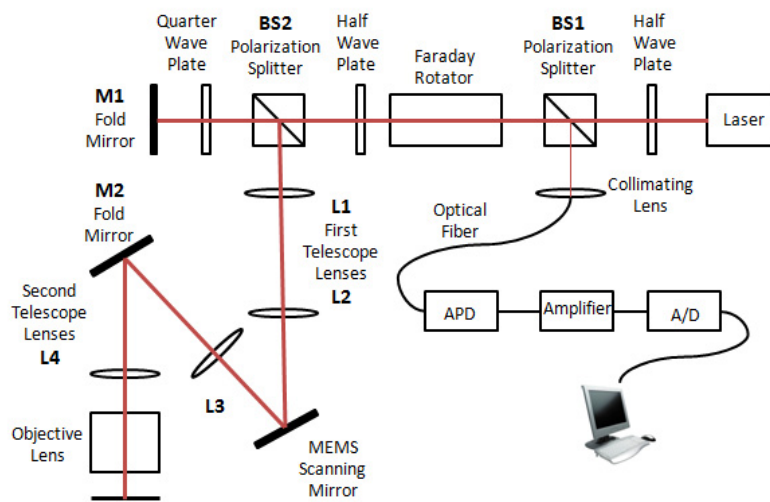 Quarter
Wave
Plate
BS2
Polarization
Splitter
Half
Wave
Plate
Faraday
Rotator
BS1
Polarization
Splitter
Half
Wave
Plate
M1
Fold
Mirror
Laser
M2
Fold
Mirror
L1
First
Telescope
Lenses
L2
Optical
Fiber
Collimating
Lens
Second
Telescope
Lenses
L4
APD
Amplifier
A/D
L3
Objective
Lens
MEMS
Scanning
Mirror